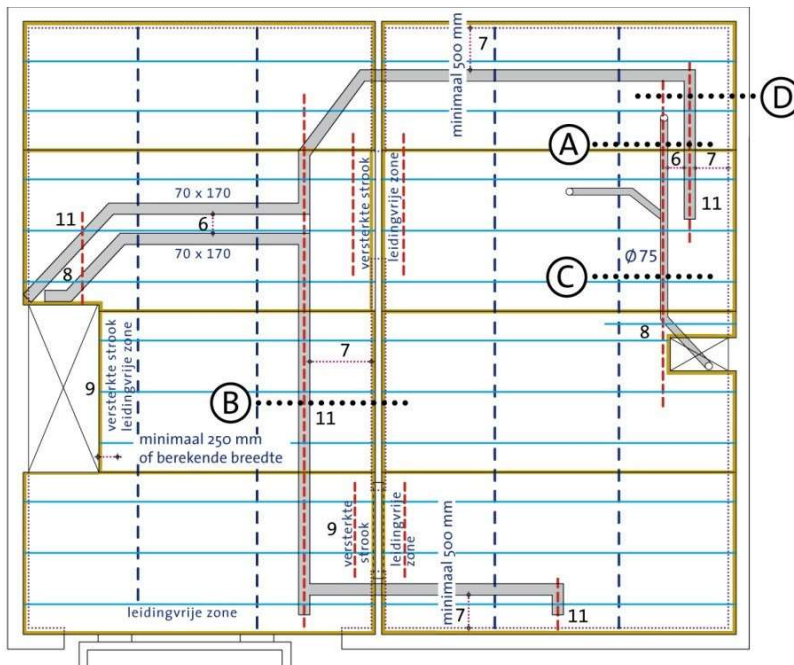 7
minimaal 500 mm
D
A
6
7
versterkte strook
leidingvrije zone
70 x 170
11
6
11
70 x 170
8
Ø 75
C
versterkte strook
leidingvrije zone
9
7
8
B
11
minimaal 250 mm
of berekende breedte
9
versterkte
strook
leidingvrije
zone
minimaal 500 mm
leidingvrije zone
7
11